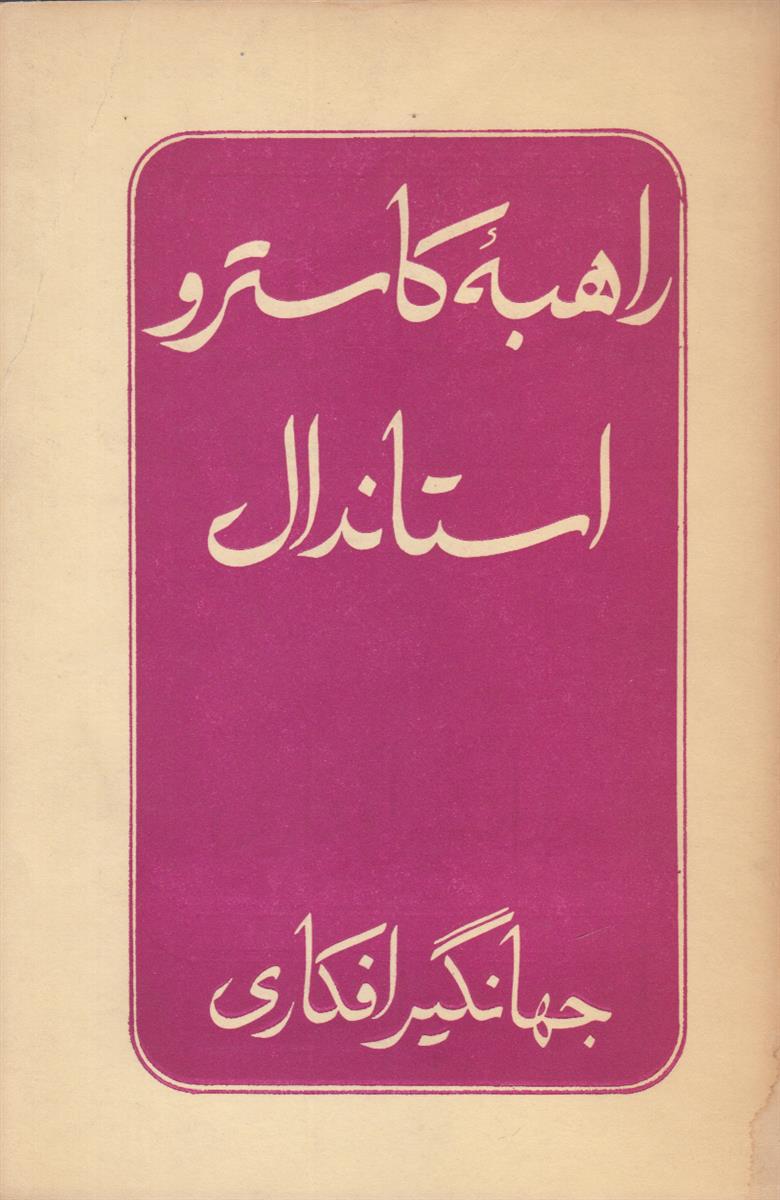 راهبهٔ کاسترو
استاندال
جهانگیر افکاری